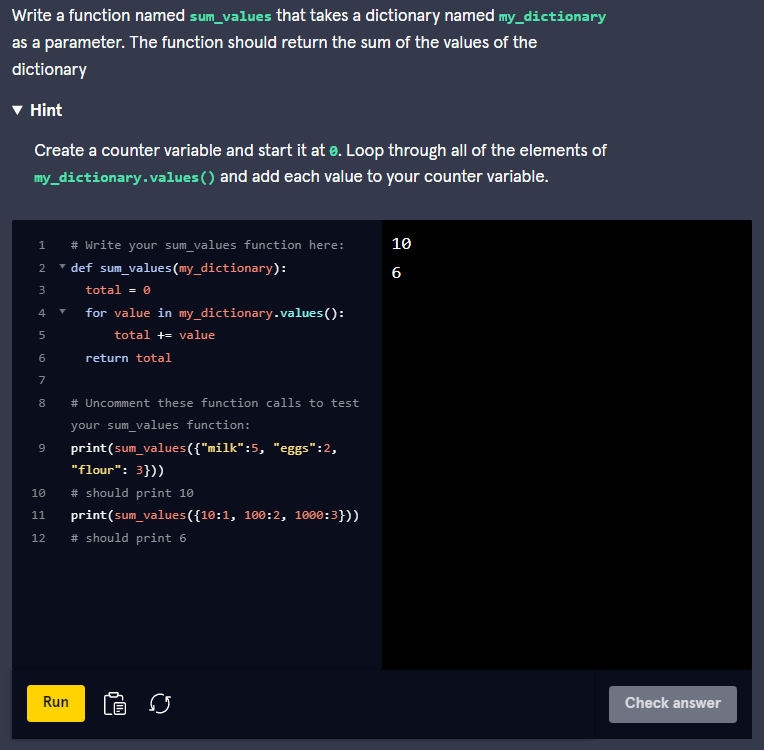 Write a function named sum_values that takes a dictionary named my_dictionary
as a parameter. The function should return the sum of the values of the
dictionary
Hint
Create a counter variable and start it at 0. Loop through all of the elements of
my_dictionary.values() and add each value to your counter variable.
1 # Write your sum_values function here:
2 def sum_values(my_dictionary):
3 total = 0
4 for value in my_dictionary.values():
5 total += value
6 return total
7
8 # Uncomment these function calls to test
your sum_values function:
9 print(sum_values({"milk":5, "eggs":2,
"flour": 3}))
10 # should print 10
11 print(sum_values({10:1, 100:2, 1000:3}))
12 # should print 6
10
6
Run
Check answer